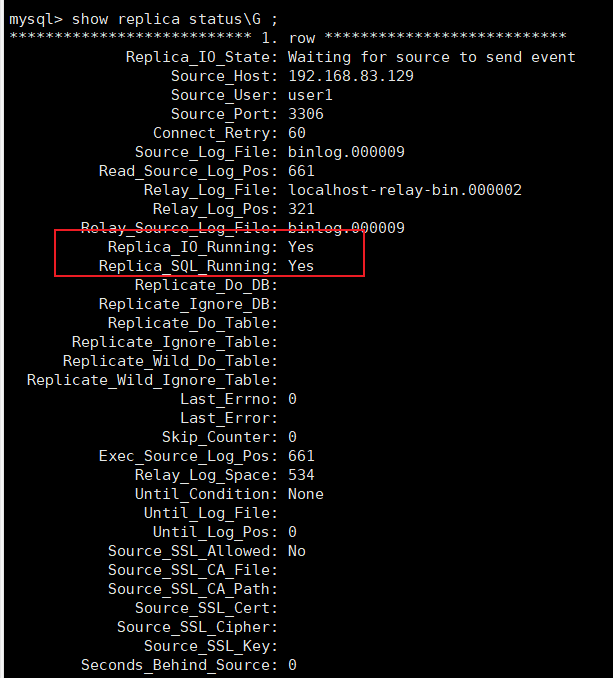 mysql> show replica status\G ;
*************************** 1. row ***************************
Replica_IO_State: Waiting for source to send event
Source_Host: 192.168.83.129
Source_User: user1
Source_Port: 3306
Connect_Retry: 60
Source_Log_File: binlog.000009
Read_Source_Log_Pos: 661
Relay_Log_File: localhost-relay-bin.000002
Relay_Log_Pos: 321
Relay_Source_Log_File: binlog.000009
Replica_IO_Running: Yes
Replica_SQL_Running: Yes
Replicate_Do_DB:
Replicate_Ignore_DB:
Replicate_Do_Table:
Replicate_Ignore_Table:
Replicate_Wild_Do_Table:
Replicate_Wild_Ignore_Table:
Last_Errno: 0
Last_Error:
Skip_Counter: 0
Exec_Source_Log_Pos: 661
Relay_Log_Space: 534
Until_Condition: None
Until_Log_File:
Until_Log_Pos: 0
Source_SSL_Allowed: No
Source_SSL_CA_File:
Source_SSL_CA_Path:
Source_SSL_Cert:
Source_SSL_Cipher:
Source_SSL_Key:
Seconds_Behind_Source: 0